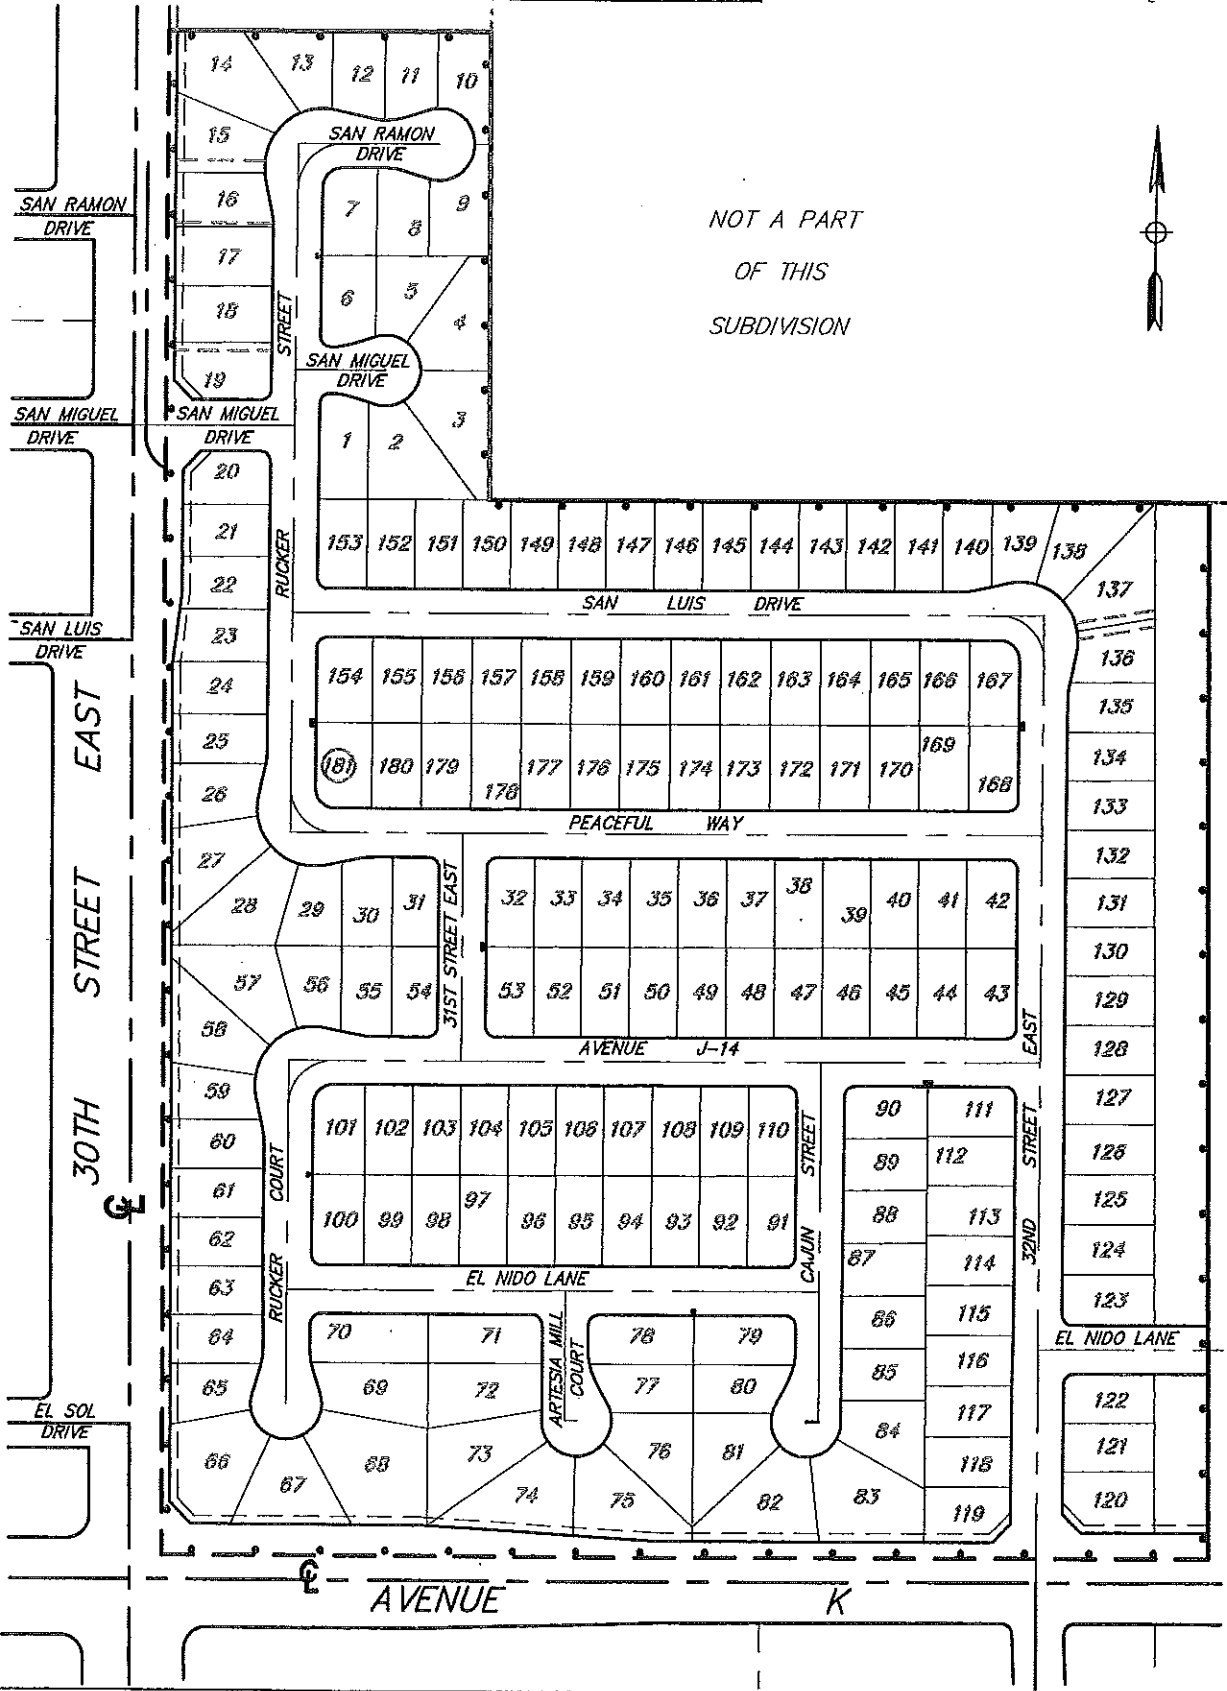 14 13 12 11 10
15
SAN RAMON
DRIVE
SAN RAMON
DRIVE
16
7 8 9
NOT A PART
OF THIS
SUBDIVISION
17
18
6 5 4
STREET
SAN MIGUEL
DRIVE
19
SAN MIGUEL
DRIVE
SAN MIGUEL
DRIVE
1 2 3
20
21
22
RUCKER
153 152 151 150 149 148 147 146 145 144 143 142 141 140 139 138
137
SAN LUIS DRIVE
SAN LUIS
DRIVE
23
24
25
26
154 155 156 157 158 159 160 161 162 163 164 165 166 167
181 180 179 178 177 176 175 174 173 172 171 170 169 168
136
135
134
133
132
131
130
129
128
127
126
125
124
123
PEACEFUL WAY
27
28 29 30 31
31ST STREET EAST
32 33 34 35 36 37 38 39 40 41 42
57 56 55 54
53 52 51 50 49 48 47 46 45 44 43
58
AVENUE J-14
30TH STREET EAST
CL
59
60
61
62
63
64
65
66
RUCKER COURT
101 102 103 104 105 106 107 108 109 110
100 99 98 97 96 95 94 93 92 91
CAJUN STREET
90
89
88
87
86
85
84
111
112
113
114
115
116
117
118
119
32ND STREET EAST
EL NIDO LANE
EL NIDO LANE
70 71
ARTESIA MILL
COURT
78 79
69 72
77 80
EL SOL
DRIVE
68 73
76 81
67 74 75 82 83
122
121
120
CL
AVENUE K